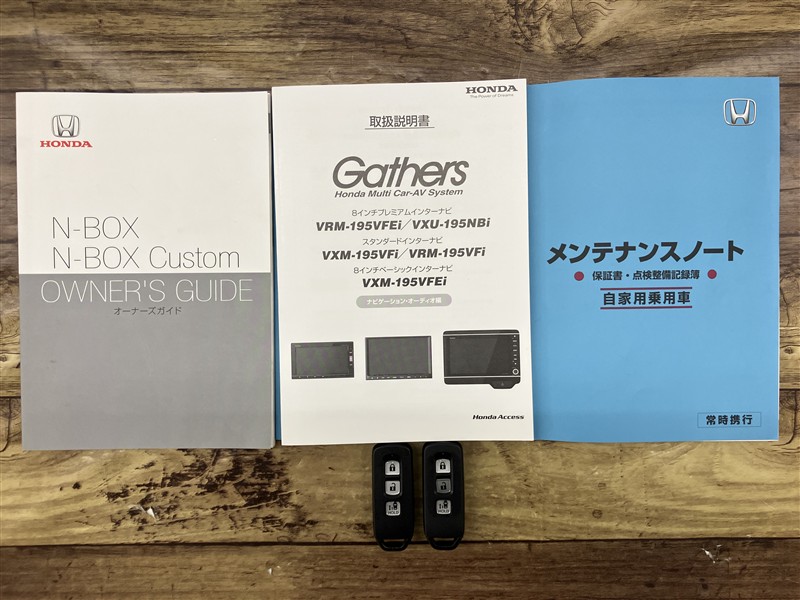 HONDA
N-BOX
N-BOX Custom
OWNER'S GUIDE
オーナーズガイド
HONDA
The Power of Dreams
取扱説明書
Gathers
Honda Multi Car-AV System
8インチプレミアムインターナビ
VRM-195VFEi／VXU-195NBi
スタンダードインターナビ
VXM-195VFi／VRM-195VFi
8インチベーシックインターナビ
VXM-195VFEi
ナビゲーション・オーディオ編
Honda Access
メンテナンスノート
● 保証書・点検整備記録簿 ●
自家用乗用車
常時携行
HOLD
HOLD